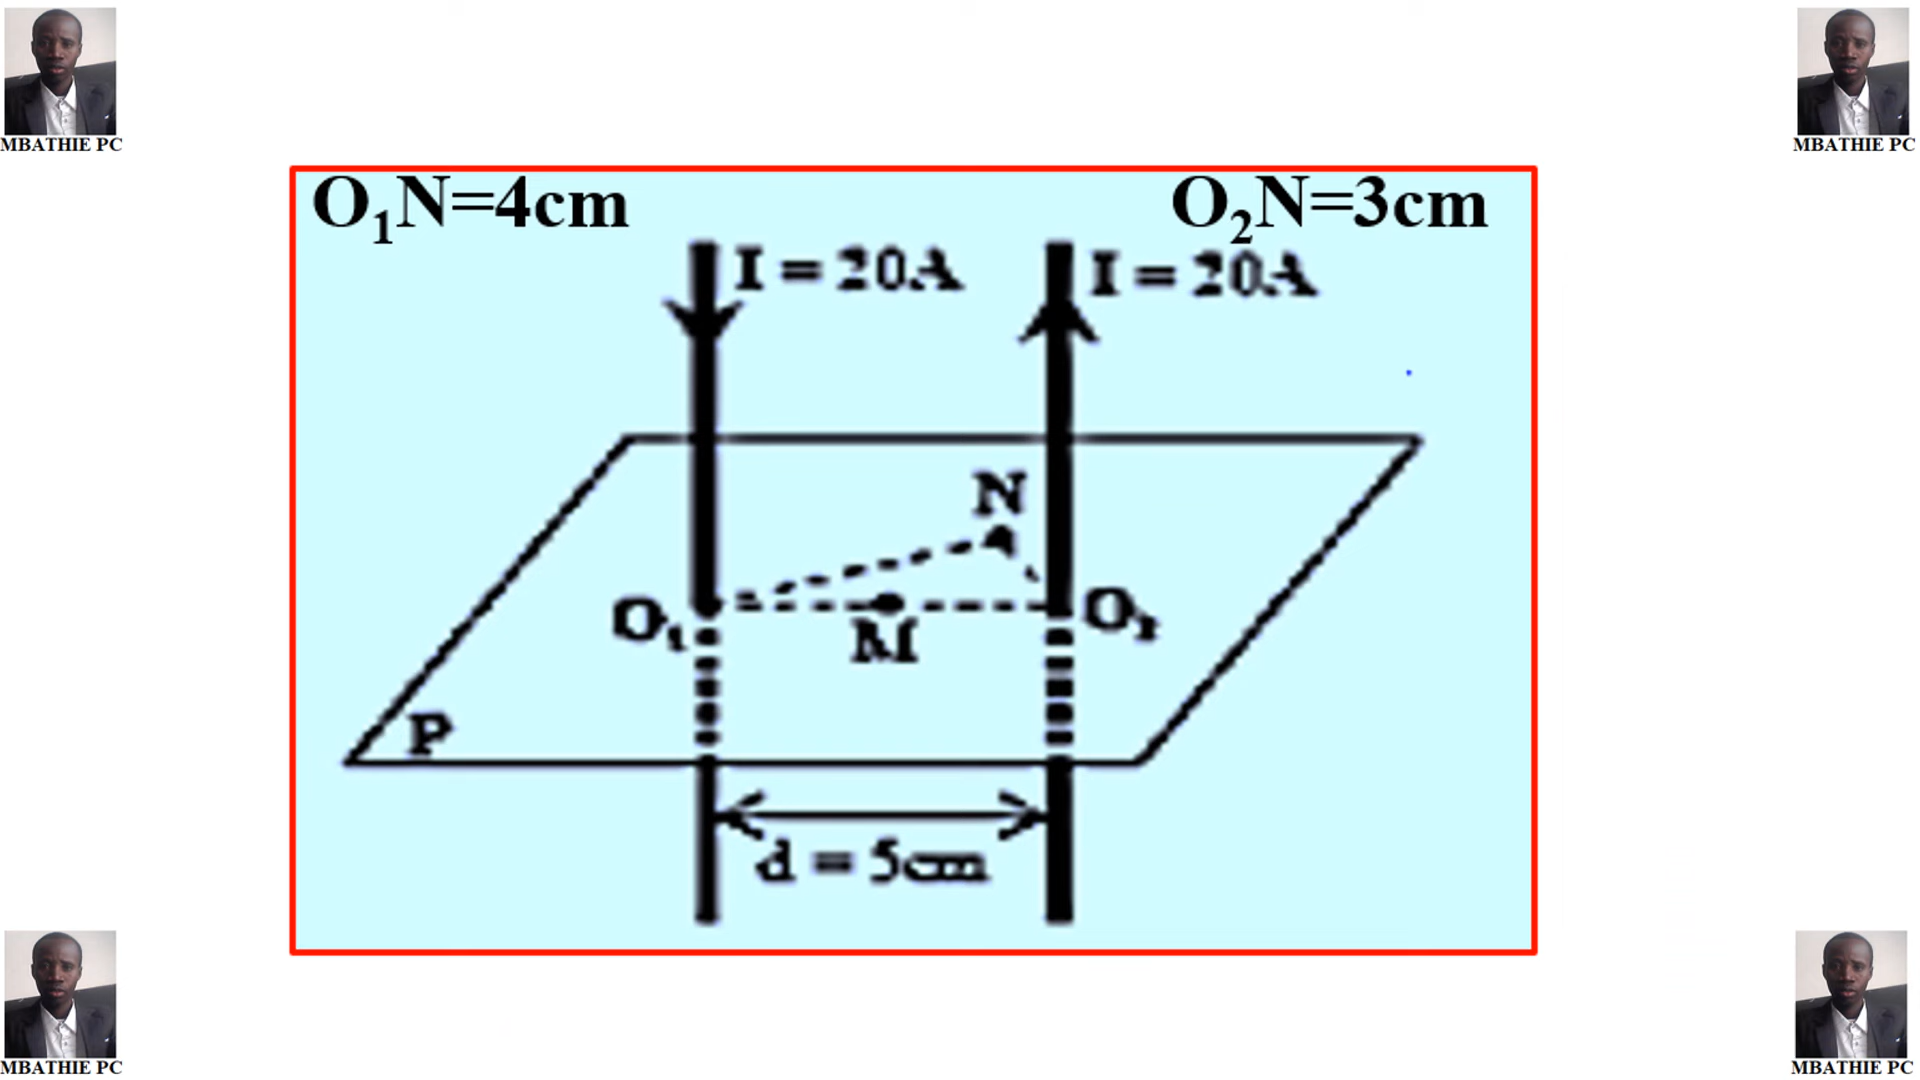 MBATHIE PC
MBATHIE PC
O₁N=4cm
O₂N=3cm
I = 20A
I = 20A
N
O₁
M
O₂
P
d = 5cm
MBATHIE PC
MBATHIE PC